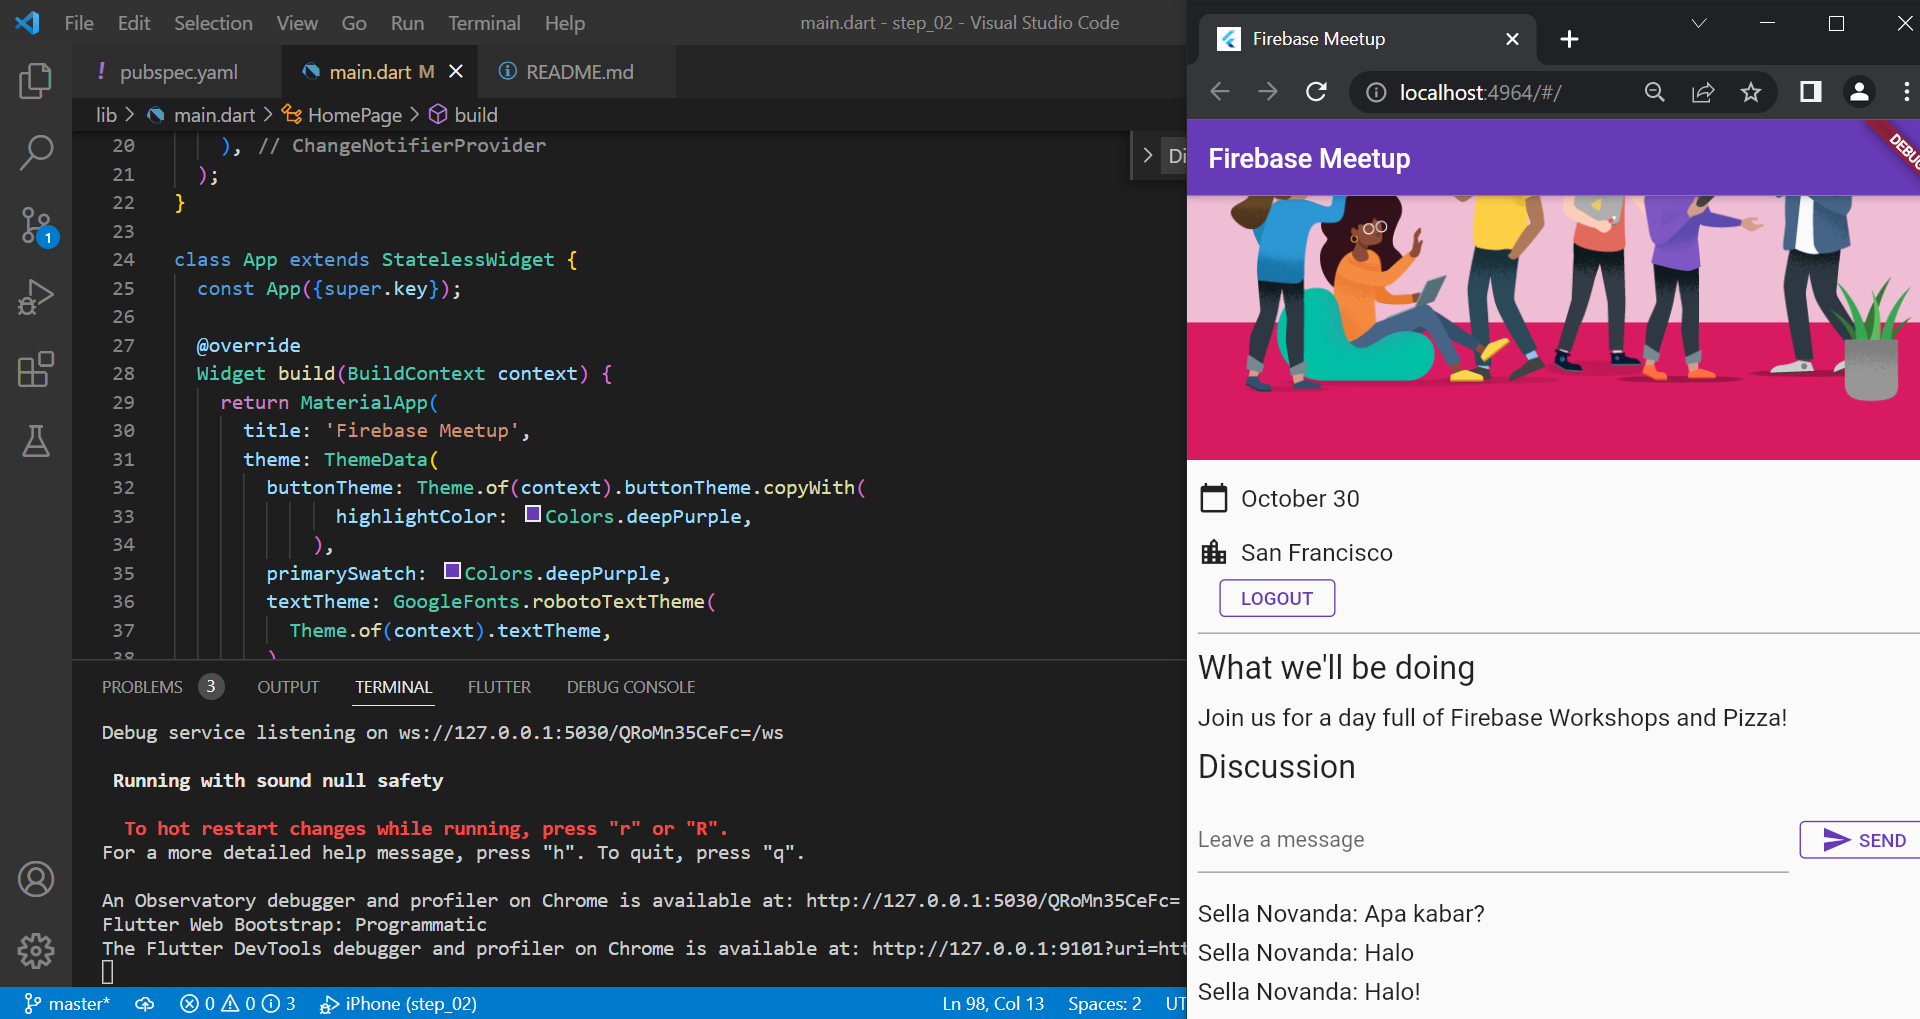 File Edit Selection View Go Run Terminal Help
main.dart - step_02 - Visual Studio Code
! pubspec.yaml
main.dart M
README.md
lib > main.dart > HomePage > build
20 ), // ChangeNotifierProvider
21 );
22 }
23
24 class App extends StatelessWidget {
25 const App({super.key});
26
27 @override
28 Widget build(BuildContext context) {
29 return MaterialApp(
30 title: 'Firebase Meetup',
31 theme: ThemeData(
32 buttonTheme: Theme.of(context).buttonTheme.copyWith(
33 highlightColor: Colors.deepPurple,
34 ),
35 primarySwatch: Colors.deepPurple,
36 textTheme: GoogleFonts.robotoTextTheme(
37 Theme.of(context).textTheme,
38 )
> Di
1
PROBLEMS 3 OUTPUT TERMINAL FLUTTER DEBUG CONSOLE
Debug service listening on ws://127.0.0.1:5030/QRoMn35CeFc=/ws
Running with sound null safety
To hot restart changes while running, press "r" or "R".
For a more detailed help message, press "h". To quit, press "q".
An Observatory debugger and profiler on Chrome is available at: http://127.0.0.1:5030/QRoMn35CeFc=
Flutter Web Bootstrap: Programmatic
The Flutter DevTools debugger and profiler on Chrome is available at: http://127.0.0.1:9101?uri=htt
master* 0 0 3 iPhone (step_02) Ln 98, Col 13 Spaces: 2 UT
Firebase Meetup
localhost:4964/#/
Firebase Meetup
DEBUG
October 30
San Francisco
LOGOUT
What we'll be doing
Join us for a day full of Firebase Workshops and Pizza!
Discussion
Leave a message
SEND
Sella Novanda: Apa kabar?
Sella Novanda: Halo
Sella Novanda: Halo!